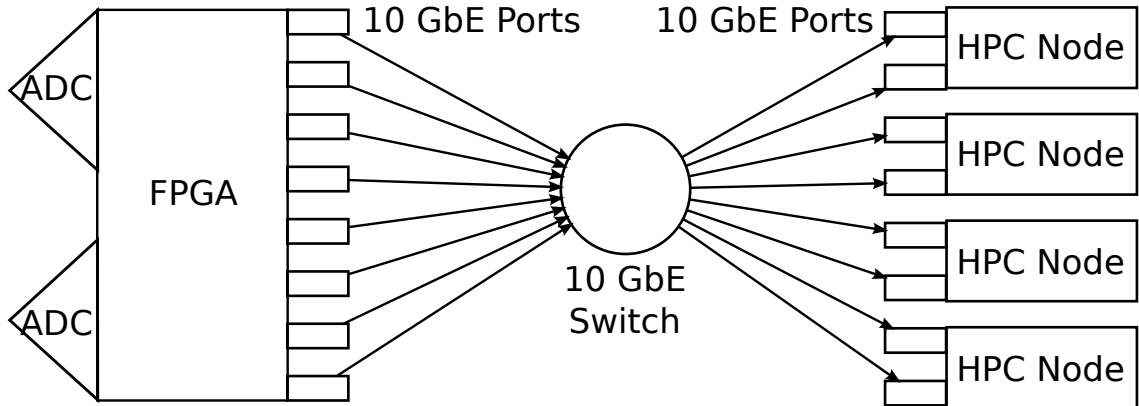 10 GbE Ports
10 GbE Ports
ADC
FPGA
ADC
10 GbE
Switch
HPC Node
HPC Node
HPC Node
HPC Node